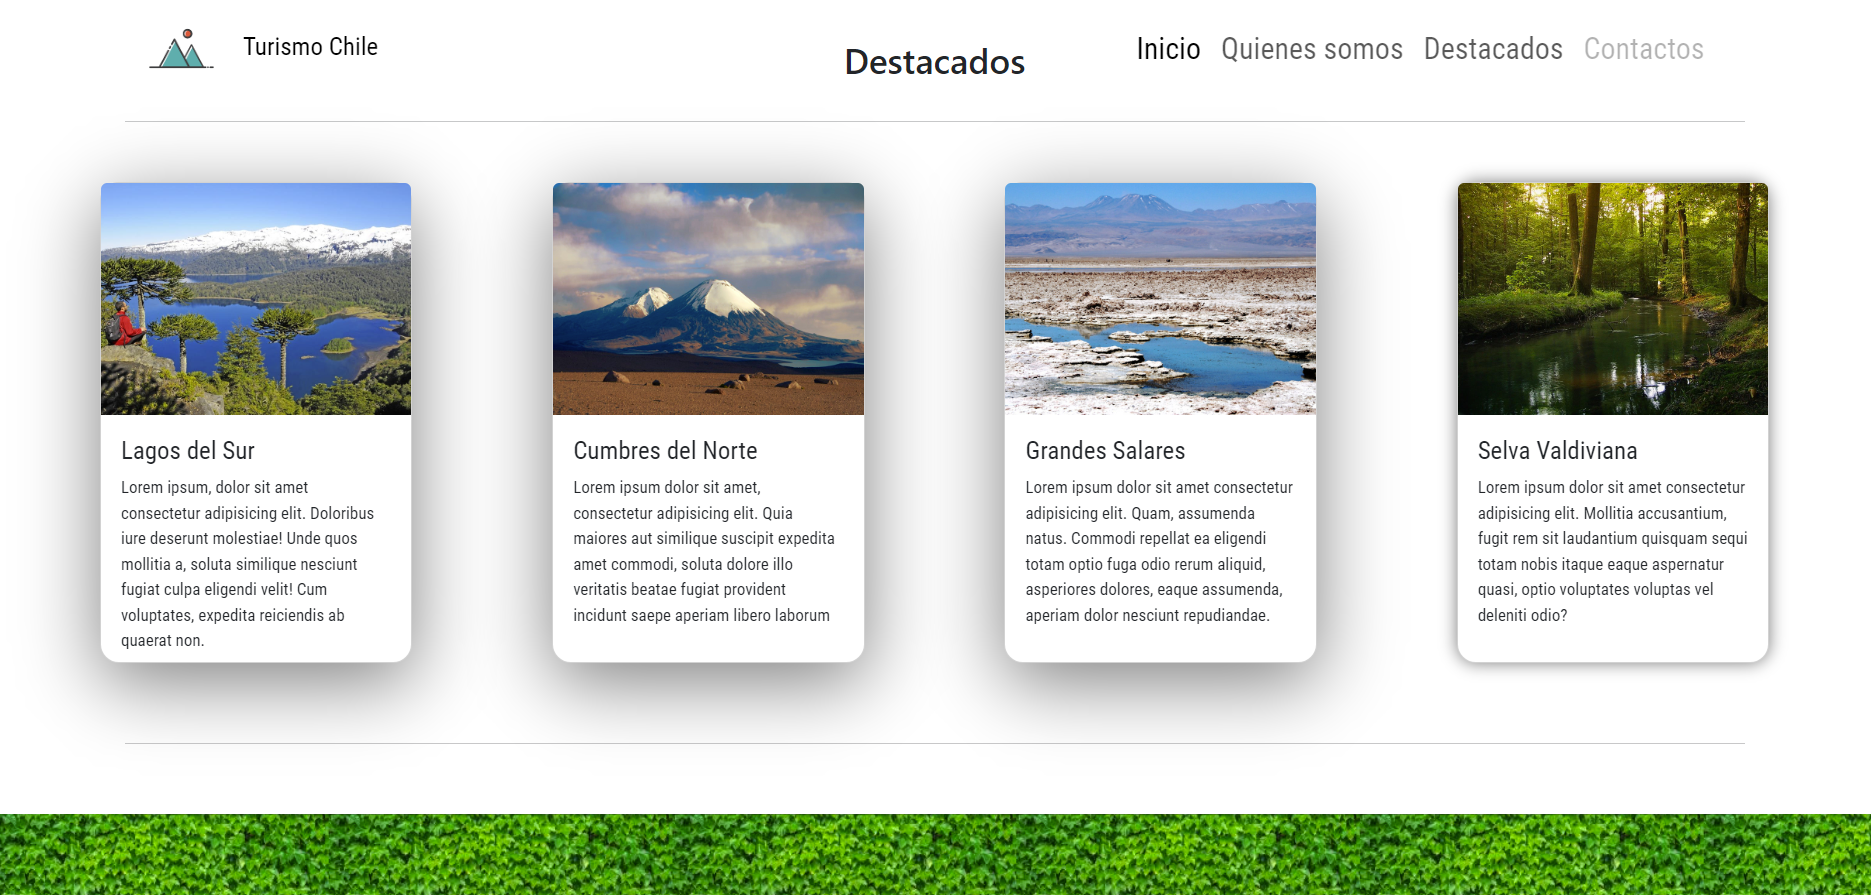 Turismo Chile
Destacados
Inicio Quienes somos Destacados Contactos
Lagos del Sur
Lorem ipsum, dolor sit amet
consectetur adipisicing elit. Doloribus
iure deserunt molestiae! Unde quos
mollitia a, soluta similique nesciunt
fugiat culpa eligendi velit! Cum
voluptates, expedita reiciendis ab
quaerat non.
Cumbres del Norte
Lorem ipsum dolor sit amet,
consectetur adipisicing elit. Quia
maiores aut similique suscipit expedita
amet commodi, soluta dolore illo
veritatis beatae fugiat provident
incidunt saepe aperiam libero laborum
Grandes Salares
Lorem ipsum dolor sit amet consectetur
adipisicing elit. Quam, assumenda
natus. Commodi repellat ea eligendi
totam optio fuga odio rerum aliquid,
asperiores dolores, eaque assumenda,
aperiam dolor nesciunt repudiandae.
Selva Valdiviana
Lorem ipsum dolor sit amet consectetur
adipisicing elit. Mollitia accusantium,
fugit rem sit laudantium quisquam sequi
totam nobis itaque eaque aspernatur
quasi, optio voluptates voluptas vel
deleniti odio?